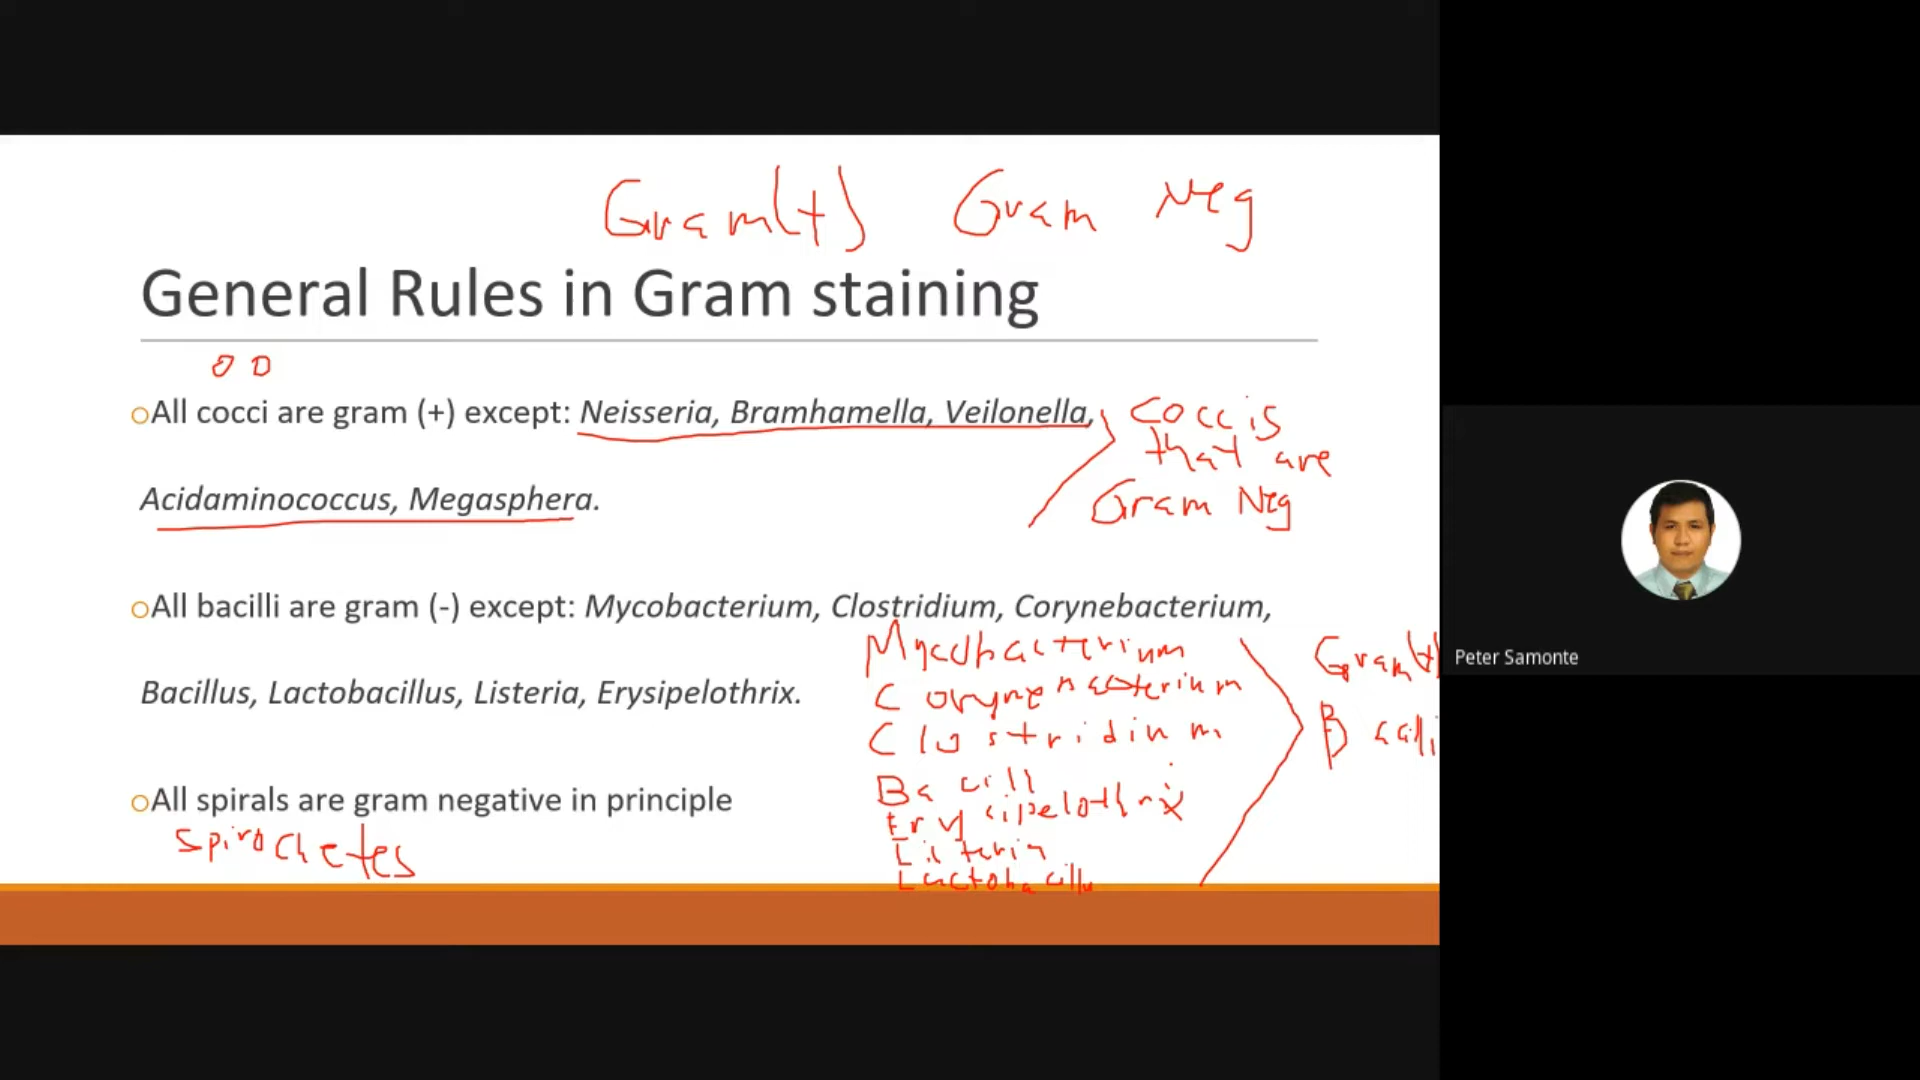 Gram(+) Gram Neg
General Rules in Gram staining
All cocci are gram (+) except: Neisseria, Bramhamella, Veilonella,
Acidaminococcus, Megasphera.
Coccis
that are
Gram Neg
All bacilli are gram (-) except: Mycobacterium, Clostridium, Corynebacterium,
Bacillus, Lactobacillus, Listeria, Erysipelothrix.
Mycobacterium
Corynebacterium
Clostridium
Bacilli
Erysipelothrix
Listeria
Lactobacillu
Gram(+)
All spirals are gram negative in principle
Spirochetes
Peter Samonte